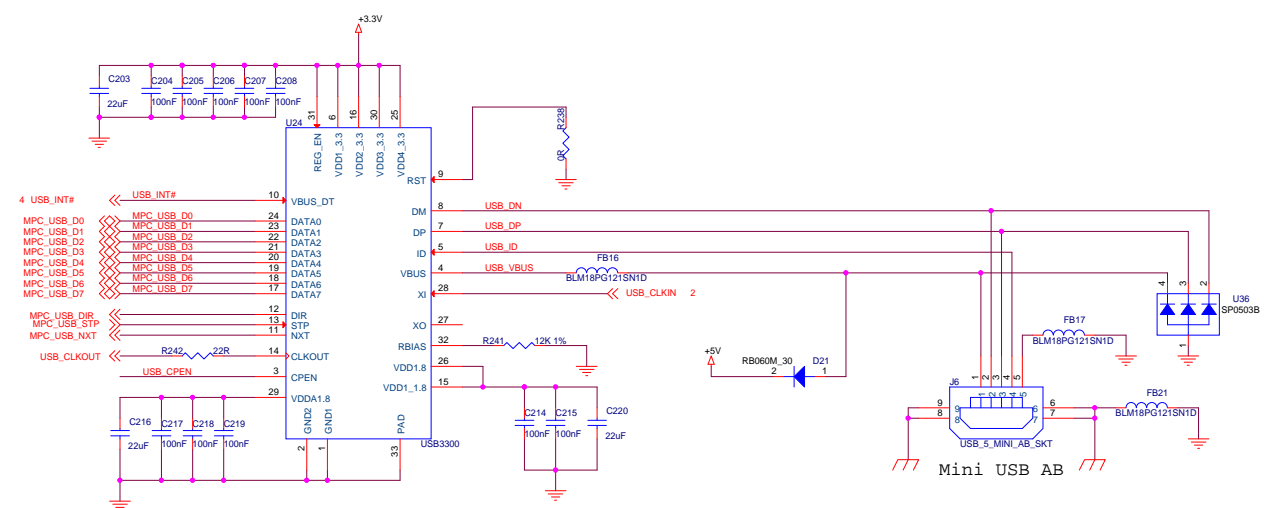 +3.3V
C203
22uF
C204
100nF
C205
100nF
C206
100nF
C207
100nF
C208
100nF
U24
31
6
16
30
25
REG_EN
VDD1_3.3
VDD2_3.3
VDD3_3.3
VDD4_3.3
R238
0R
4 USB_INT#
USB_INT#
10
VBUS_DT
MPC_USB_D0
MPC_USB_D0
24
DATA0
MPC_USB_D1
MPC_USB_D1
23
DATA1
MPC_USB_D2
MPC_USB_D2
22
DATA2
MPC_USB_D3
MPC_USB_D3
21
DATA3
MPC_USB_D4
MPC_USB_D4
20
DATA4
MPC_USB_D5
MPC_USB_D5
19
DATA5
MPC_USB_D6
MPC_USB_D6
18
DATA6
MPC_USB_D7
MPC_USB_D7
17
DATA7
MPC_USB_DIR
12
DIR
MPC_USB_STP
13
STP
MPC_USB_NXT
11
NXT
USB_CLKOUT
R242
22R
14
CLKOUT
USB_CPEN
3
CPEN
29
VDDA1.8
C216
22uF
C217
100nF
C218
100nF
C219
100nF
GND2
GND1
PAD
2
1
33
USB3300
RST
9
DM
8
USB_DN
DP
7
USB_DP
ID
5
USB_ID
VBUS
4
USB_VBUS
FB16
BLM18PG121SN1D
XI
28
USB_CLKIN 2
XO
27
RBIAS
32
R241
12K 1%
VDD1.8
26
VDD1_1.8
15
C214
100nF
C215
100nF
C220
22uF
+5V
RB060M_30
D21
2
1
4
3
2
U36
SP0503B
1
FB17
BLM18PG121SN1D
1
2
3
4
5
J6
1
2
3
4
5
9
8
9
8
6
7
6
7
USB_5_MINI_AB_SKT
FB21
BLM18PG121SN1D
Mini USB AB